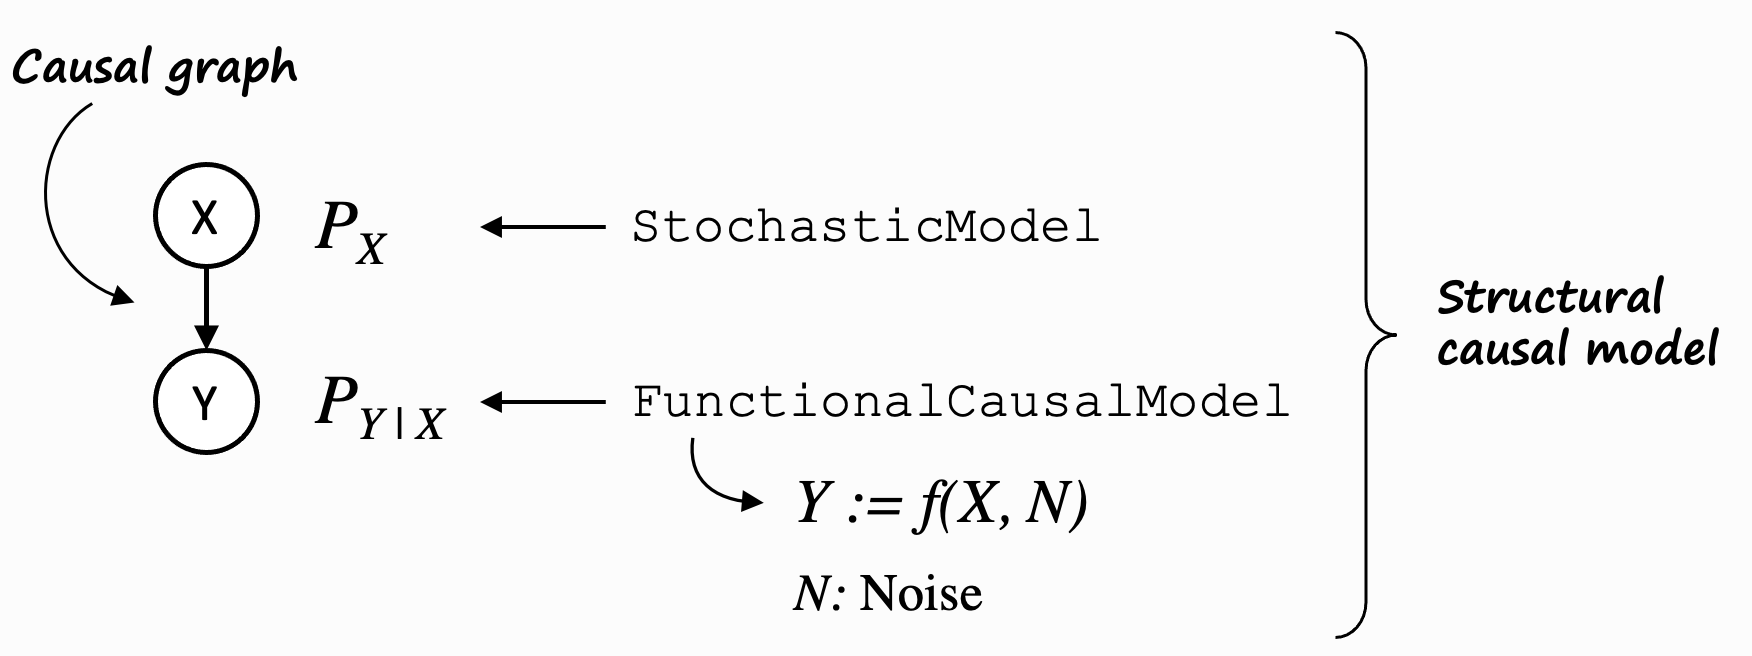 Causal graph
X
P_X
StochasticModel
Structural
causal model
Y
P_{Y|X}
FunctionalCausalModel
Y := f(X, N)
N: Noise